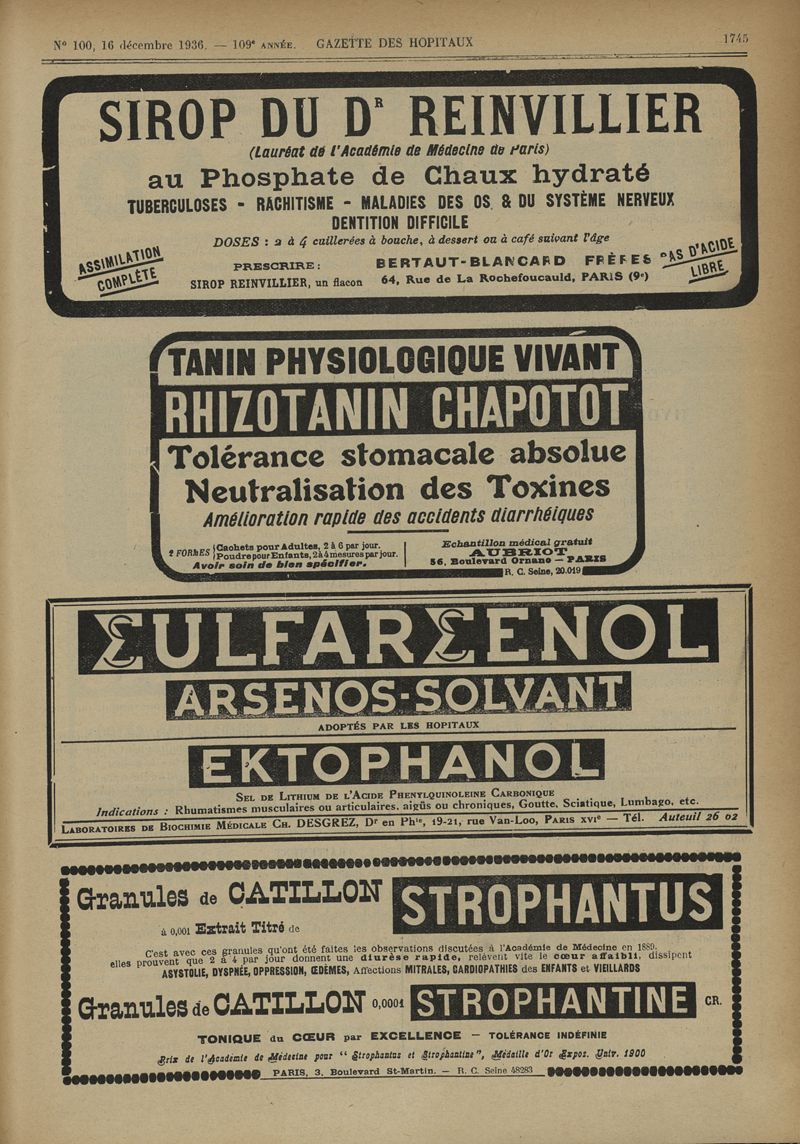 N° 100, 16 décembre 1936. — 109e ANNÉE. GAZETTE DES HOPITAUX 1745
SIROP DU DR REINVILLIER
(Lauréat de l'Académie de Médecine de Paris)
au Phosphate de Chaux hydraté
TUBERCULOSES - RACHITISME - MALADIES DES OS & DU SYSTÈME NERVEUX
DENTITION DIFFICILE
DOSES : 2 à 4 cuillerées à bouche, à dessert ou à café suivant l'âge
ASSIMILATION
COMPLÈTE
PRESCRIRE :
SIROP REINVILLIER, un flacon
BERTAUT-BLANCARD FRÈRES
64, Rue de La Rochefoucauld, PARIS (9e)
PAS D'ACIDE
LIBRE
TANIN PHYSIOLOGIQUE VIVANT
RHIZOTANIN CHAPOTOT
Tolérance stomacale absolue
Neutralisation des Toxines
Amélioration rapide des accidents diarrhéiques
2 FORMES
Cachets pour Adultes, 2 à 6 par jour.
Poudre pour Enfants, 2 à 4 mesures par jour.
Avoir soin de bien spécifier.
Echantillon médical gratuit
AUBRIOT
56, Boulevard Ornano — PARIS
R. C. Seine, 20.019
ΣULFARΣENOL
ARSENOS-SOLVANT
ADOPTÉS PAR LES HOPITAUX
EKTOPHANOL
SEL DE LITHIUM DE L'ACIDE PHENYLQUINOLEINE CARBONIQUE
Indications : Rhumatismes musculaires ou articulaires, aigûs ou chroniques, Goutte, Sciatique, Lumbago, etc.
LABORATOIRES DE BIOCHIMIE MÉDICALE CH. DESGREZ, Dr en Phie, 19-21, rue Van-Loo, PARIS XVIe — Tél. Auteuil 26 02
Granules de CATILLON STROPHANTUS
à 0,001 Extrait Titré de
C'est avec ces granules qu'ont été faites les observations discutées à l'Académie de Médecine en 1889,
elles prouvent que 2 à 4 par jour donnent une diurèse rapide, relèvent vite le cœur affaibli, dissipent
ASYSTOLIE, DYSPNÉE, OPPRESSION, ŒDÈMES, Affections MITRALES, CARDIOPATHIES des ENFANTS et VIEILLARDS
Granules de CATILLON 0,0001 STROPHANTINE CR.
TONIQUE du CŒUR par EXCELLENCE — TOLÉRANCE INDÉFINIE
Prix de l'Académie de Médecine pour "Strophantus et Strophantine", Médaille d'Or Expos. Univ. 1900
PARIS, 3, Boulevard St-Martin. — R. C. Seine 48283